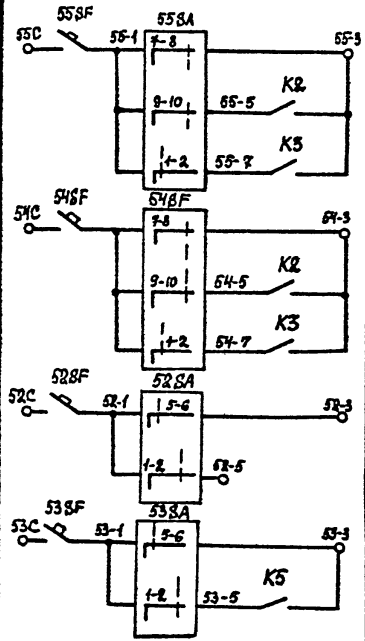 55SF 55SA
55C 55-1 7-8 55-3
9-10 55-5 K2
1-2 55-7 K3
54SF 54SF
54C 7-8 54-3
9-10 54-5 K2
1-2 54-7 K3
52SF 52SA
52C 52-1 5-6 52-3
1-2 52-5
53SF 53SA
53C 53-1 5-6 53-3
1-2 53-5 K5